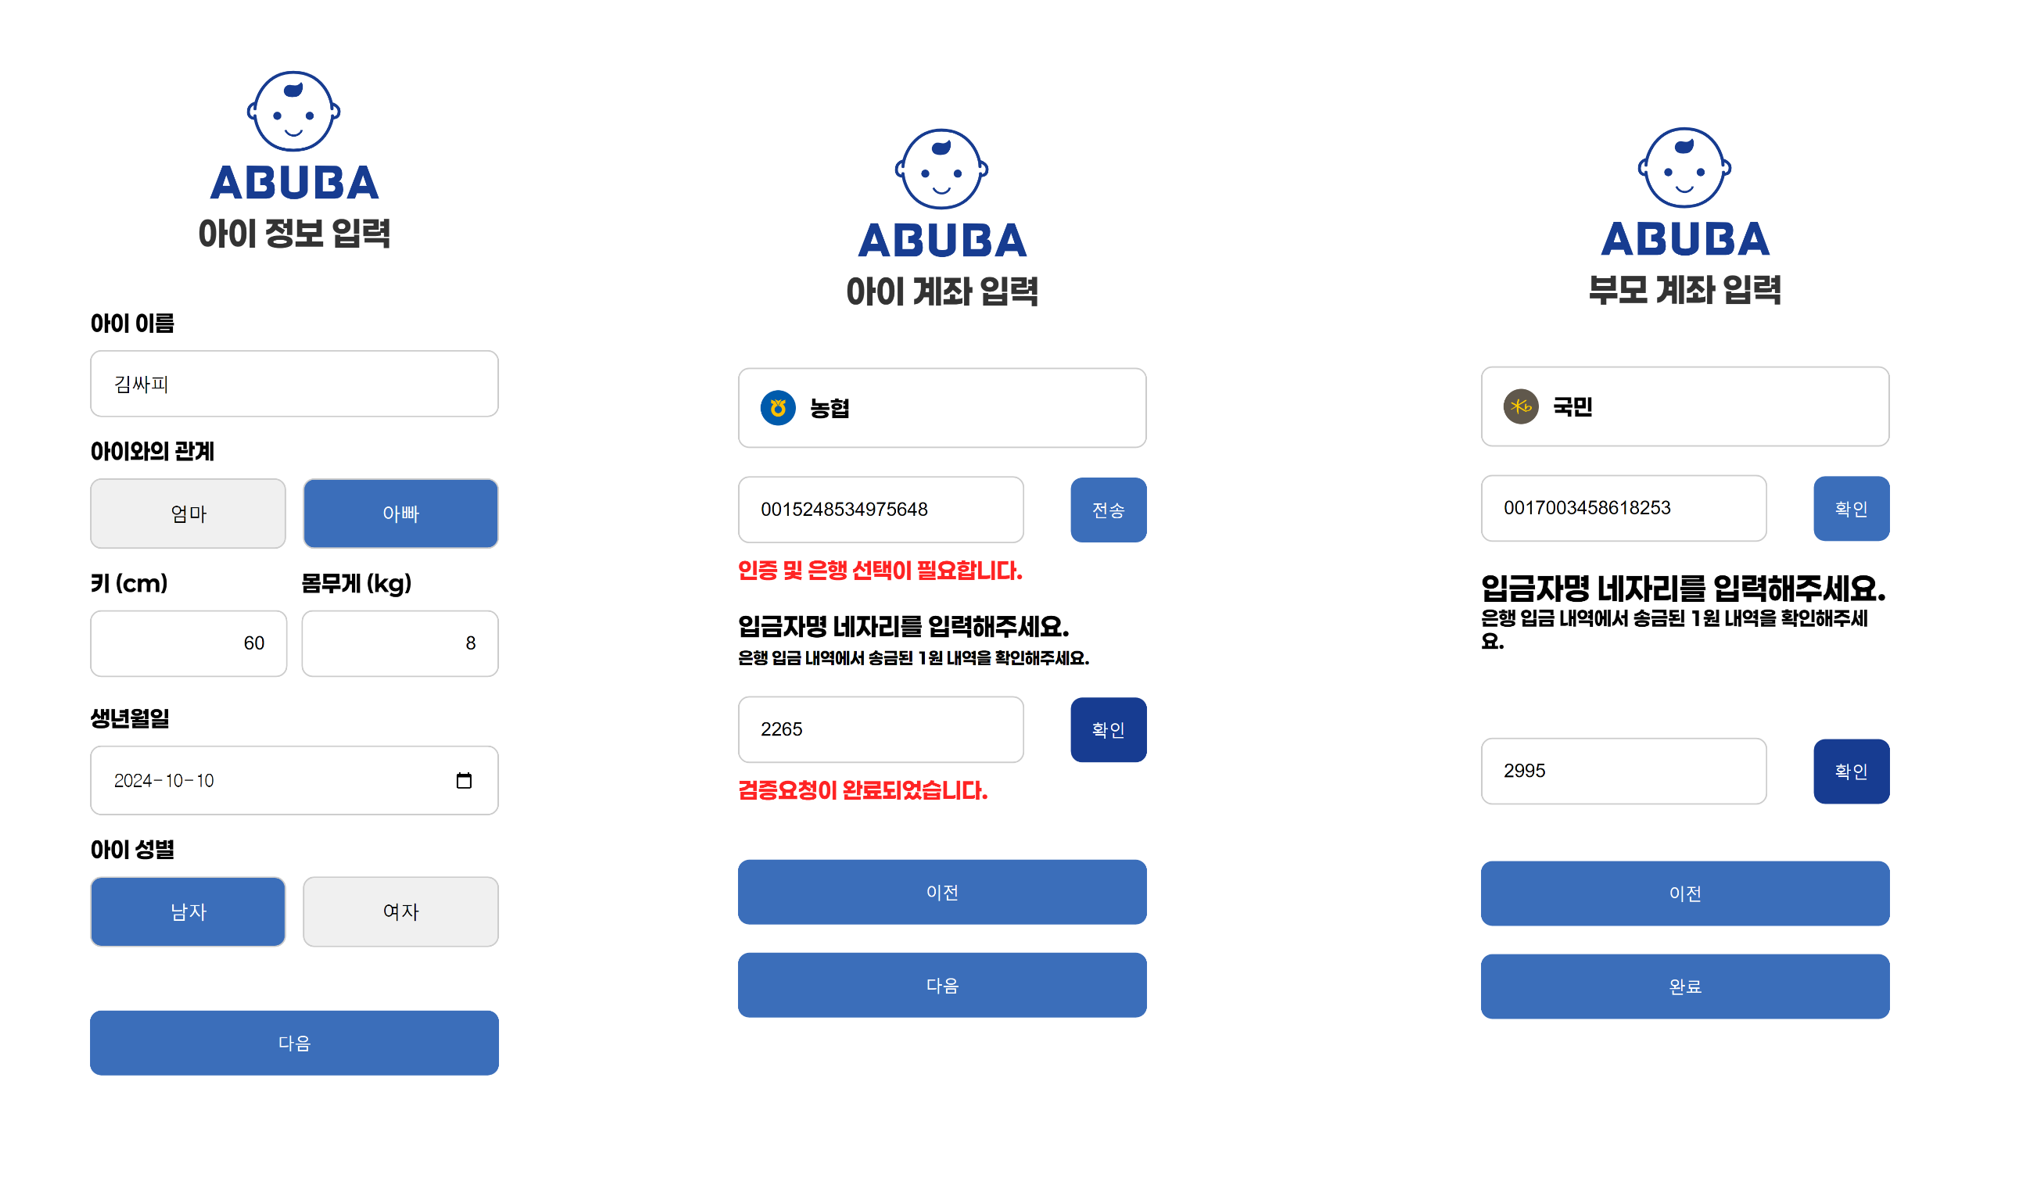 ABUBA
아이 정보 입력
아이 이름
김싸피
아이와의 관계
엄마 아빠
키 (cm) 몸무게 (kg)
60 8
생년월일
2024-10-10
아이 성별
남자 여자
다음
ABUBA
아이 계좌 입력
농협
0015248534975648 전송
인증 및 은행 선택이 필요합니다.
입금자명 네자리를 입력해주세요.
은행 입금 내역에서 송금된 1원 내역을 확인해주세요.
2265 확인
검증요청이 완료되었습니다.
이전
다음
ABUBA
부모 계좌 입력
국민
0017003458618253 확인
입금자명 네자리를 입력해주세요.
은행 입금 내역에서 송금된 1원 내역을 확인해주세
요.
2995 확인
이전
완료